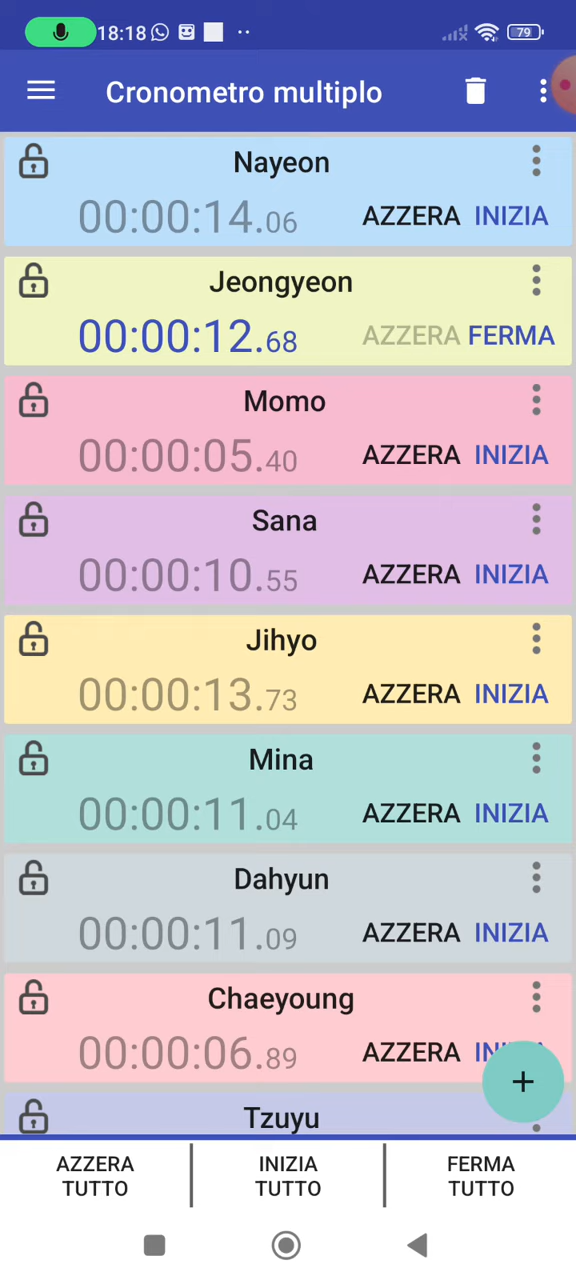 18:18
79
Cronometro multiplo
Nayeon
00:00:14.06 AZZERA INIZIA
Jeongyeon
00:00:12.68 AZZERA FERMA
Momo
00:00:05.40 AZZERA INIZIA
Sana
00:00:10.55 AZZERA INIZIA
Jihyo
00:00:13.73 AZZERA INIZIA
Mina
00:00:11.04 AZZERA INIZIA
Dahyun
00:00:11.09 AZZERA INIZIA
Chaeyoung
00:00:06.89 AZZERA
+
Tzuyu
AZZERA
TUTTO
INIZIA
TUTTO
FERMA
TUTTO